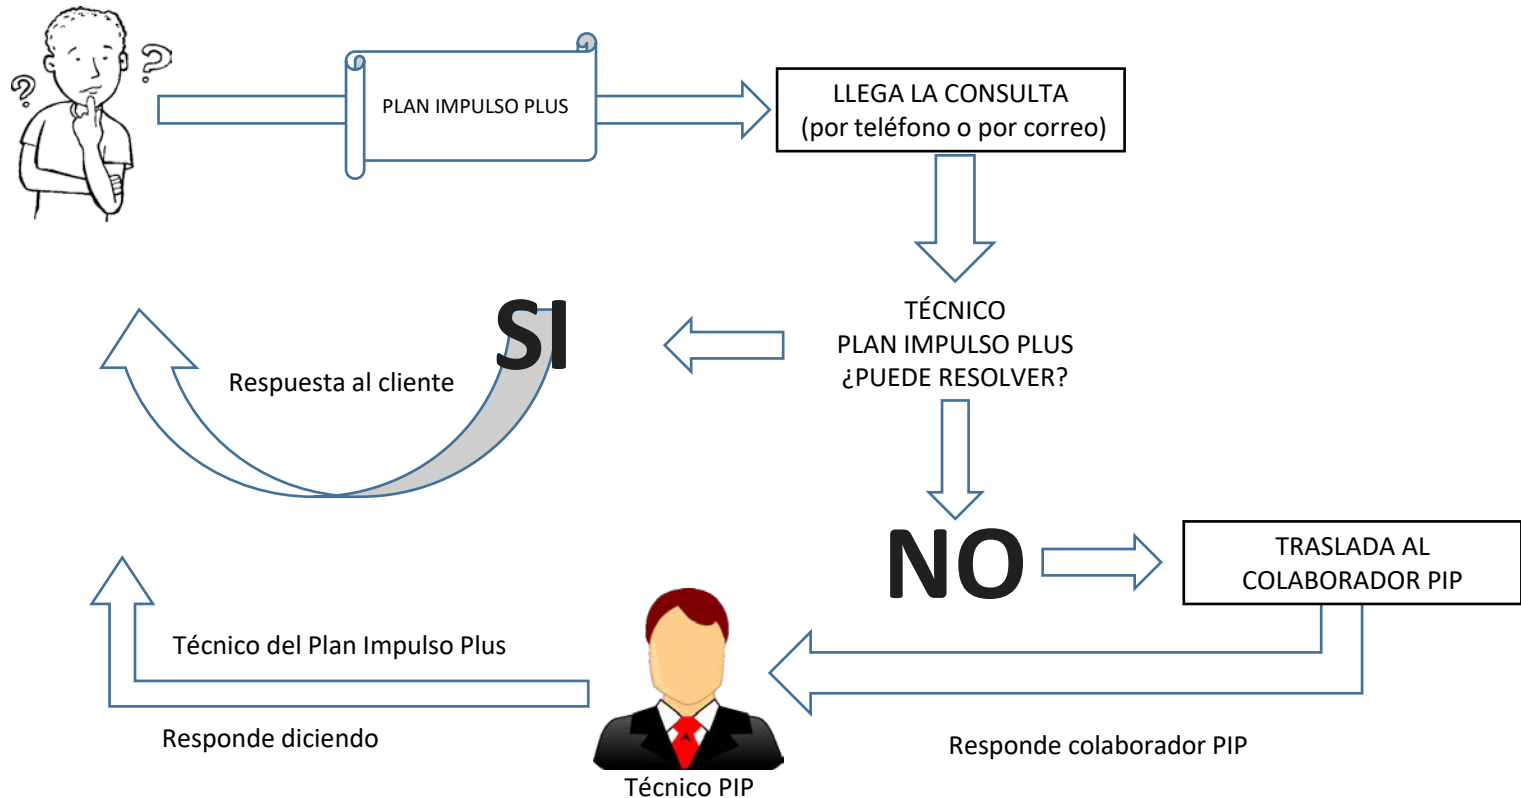 ? ?
PLAN IMPULSO PLUS
LLEGA LA CONSULTA
(por teléfono o por correo)
TÉCNICO
PLAN IMPULSO PLUS
¿PUEDE RESOLVER?
SI
Respuesta al cliente
NO
TRASLADA AL
COLABORADOR PIP
Técnico del Plan Impulso Plus
Responde diciendo
Responde colaborador PIP
Técnico PIP